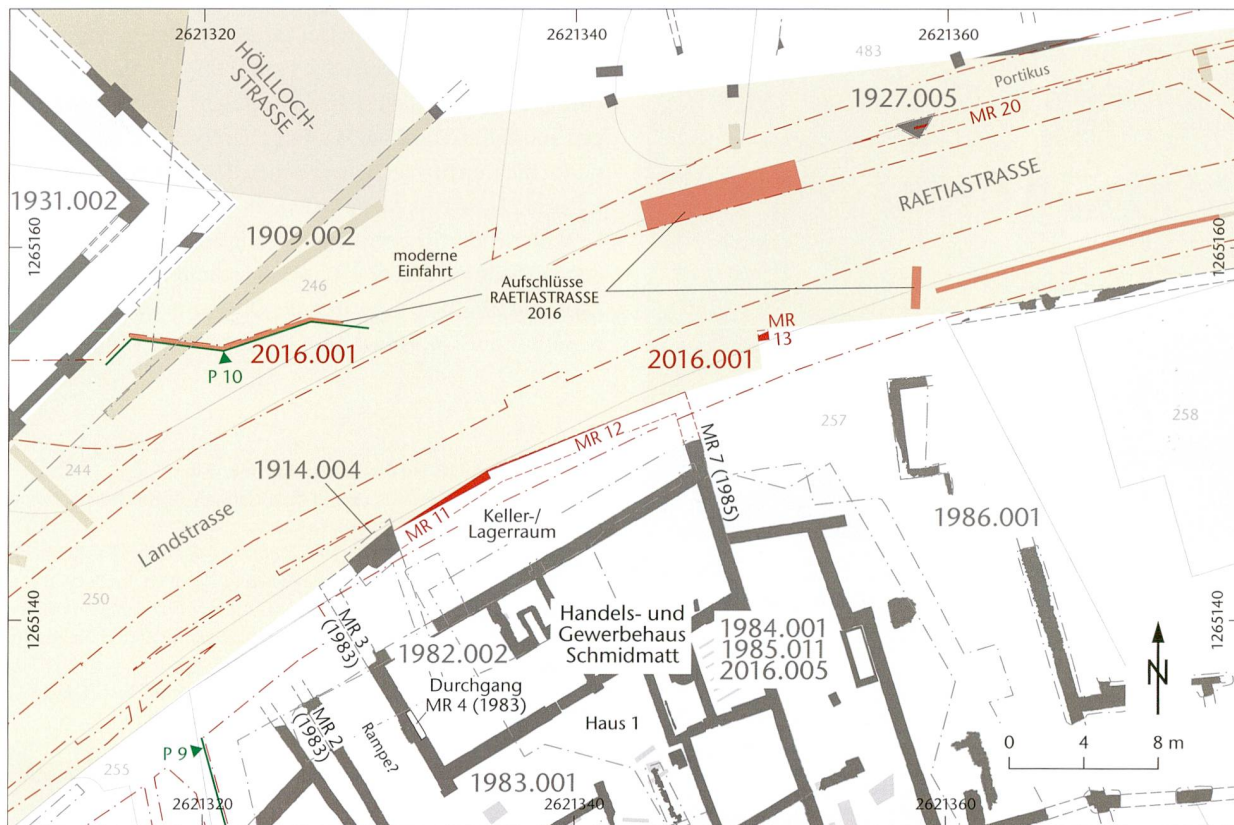 2621320
2621340
2621360
HÖLLLOCH-
STRASSE
483
Portikus
1927.005
MR 20
RAETIASTRASSE
1931.002
1909.002
1265160
1265160
moderne
Einfahrt
246
Aufschlüsse
RAETIASTRASSE
2016
MR
13
2016.001
P 10
2016.001
257
258
MR 12
244
1914.004
MR 7 (1985)
Landstrasse
MR 11
Keller-/
Lagerraum
1986.001
250
1265140
1265140
Handels- und
Gewerbehaus
Schmidmatt
1984.001
1985.011
2016.005
MR 3
(1983)
1982.002
Durchgang
MR 4 (1983)
N
Haus 1
MR 2
(1983)
Rampe?
P 9
255
1983.001
0 4 8 m
2621320
2621340
2621360